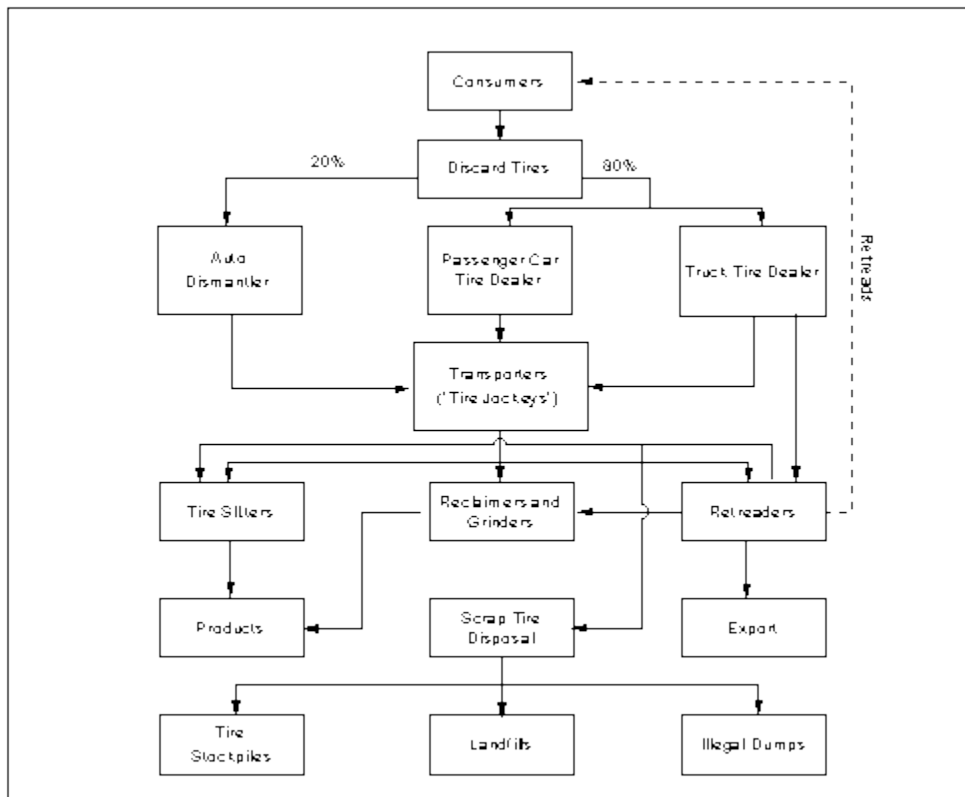 Consumers
Discard Tires
20%
80%
Auto
Dismantler
Passenger Car
Tire Dealer
Truck Tire Dealer
Retreads
Transporters
("Tire Jockeys")
Tire Slitters
Reclaimers and
Grinders
Retreaders
Products
Scrap Tire
Disposal
Export
Tire
Stockpiles
Landfills
Illegal Dumps